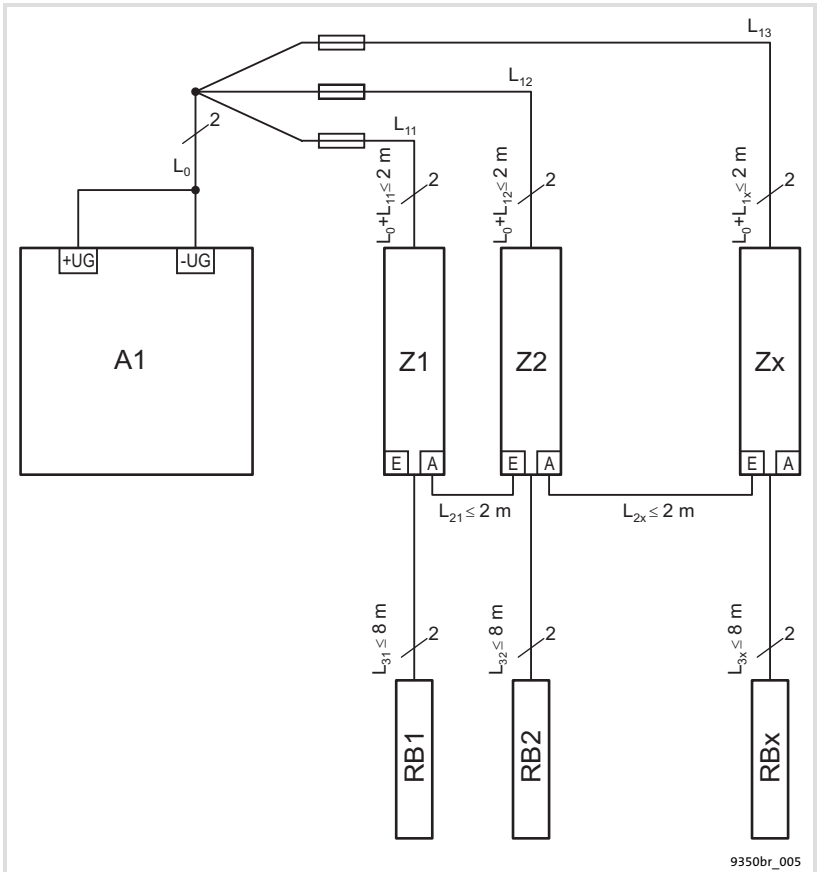 L₁₃
L₁₂
L₁₁
2
L₀
L₀+L₁₁≤ 2 m
2
L₀+L₁₂≤ 2 m
2
L₀+L₁ₓ≤ 2 m
2
+UG
-UG
A1
Z1
Z2
Zx
E
A
E
A
E
A
L₂₁ ≤ 2 m
L₂ₓ ≤ 2 m
L₃₁ ≤ 8 m
2
L₃₂ ≤ 8 m
2
L₃ₓ ≤ 8 m
2
RB1
RB2
RBx
9350br_005